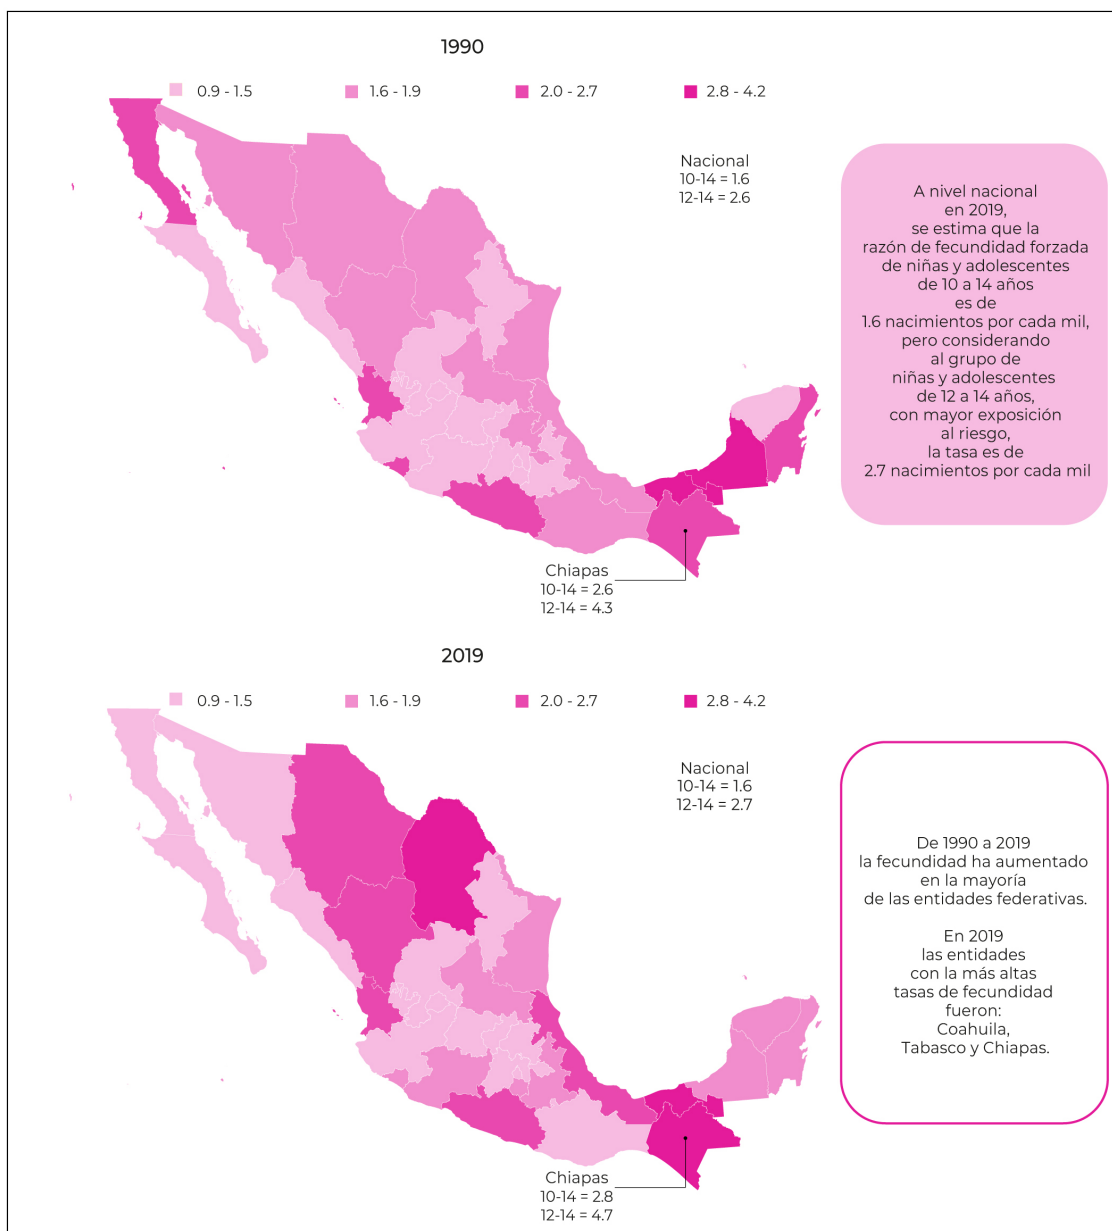 1990
0.9 - 1.5
1.6 - 1.9
2.0 - 2.7
2.8 - 4.2
Nacional
10-14 = 1.6
12-14 = 2.6
A nivel nacional
en 2019,
se estima que la
razón de fecundidad forzada
de niñas y adolescentes
de 10 a 14 años
es de
1.6 nacimientos por cada mil,
pero considerando
al grupo de
niñas y adolescentes
de 12 a 14 años,
con mayor exposición
al riesgo,
la tasa es de
2.7 nacimientos por cada mil
Chiapas
10-14 = 2.6
12-14 = 4.3
2019
0.9 - 1.5
1.6 - 1.9
2.0 - 2.7
2.8 - 4.2
Nacional
10-14 = 1.6
12-14 = 2.7
De 1990 a 2019
la fecundidad ha aumentado
en la mayoría
de las entidades federativas.
En 2019
las entidades
con la más altas
tasas de fecundidad
fueron:
Coahuila,
Tabasco y Chiapas.
Chiapas
10-14 = 2.8
12-14 = 4.7